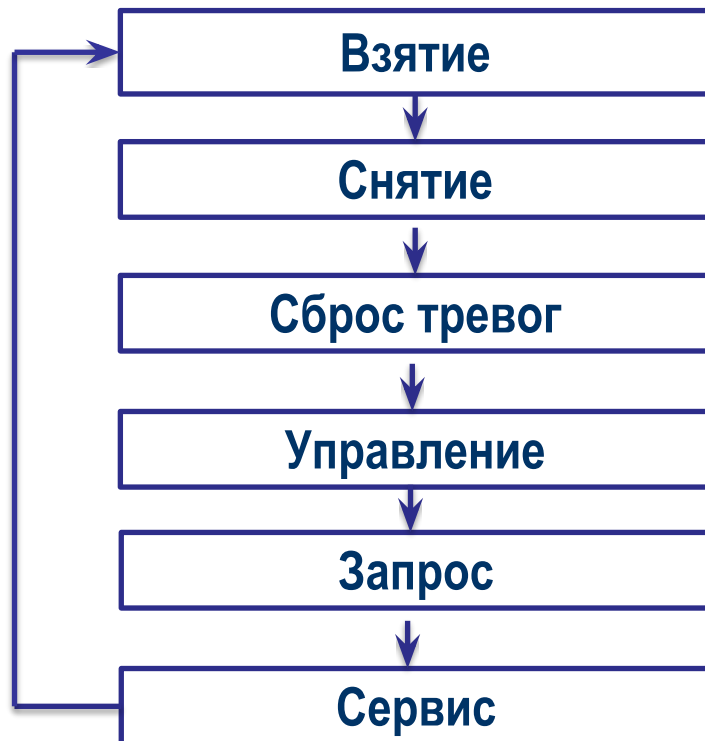 Взятие
Снятие
Сброс тревог
Управление
Запрос
Сервис